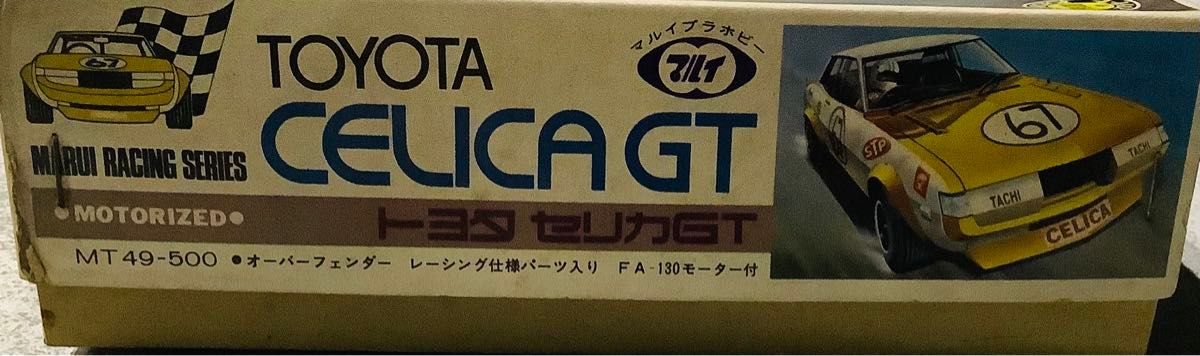 67
MARUI RACING SERIES
TOYOTA
CELICA GT
マルイプラホビー
マルイ
●MOTORIZED●
トヨタ セリカGT
MT49-500 ●オーバーフェンダー レーシング仕様パーツ入り FA-130モーター付
67
67
STP
TACHI
TACHI
CELICA